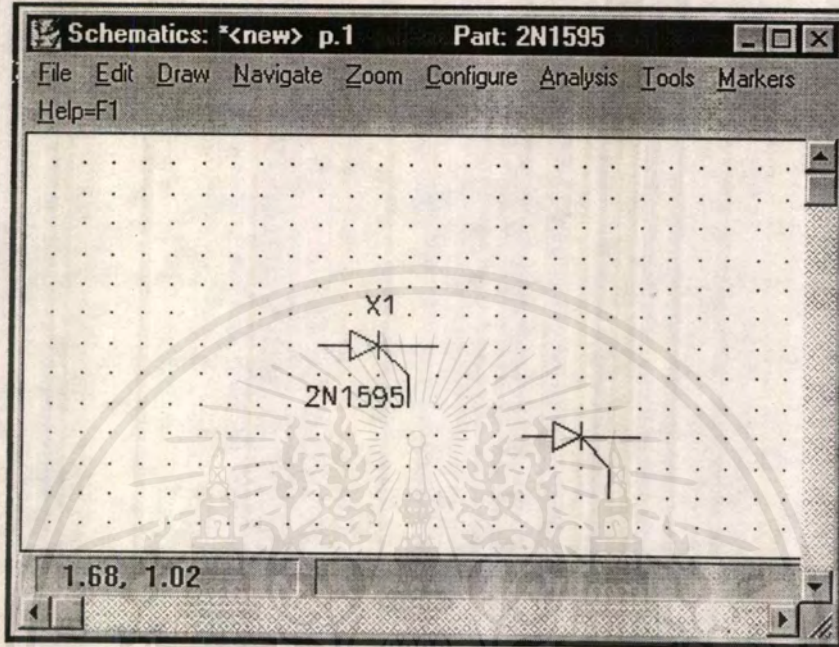 Schematics: *<new> p.1 Part: 2N1595
File Edit Draw Navigate Zoom Configure Analysis Tools Markers
Help=F1
X1
2N1595
1.68, 1.02